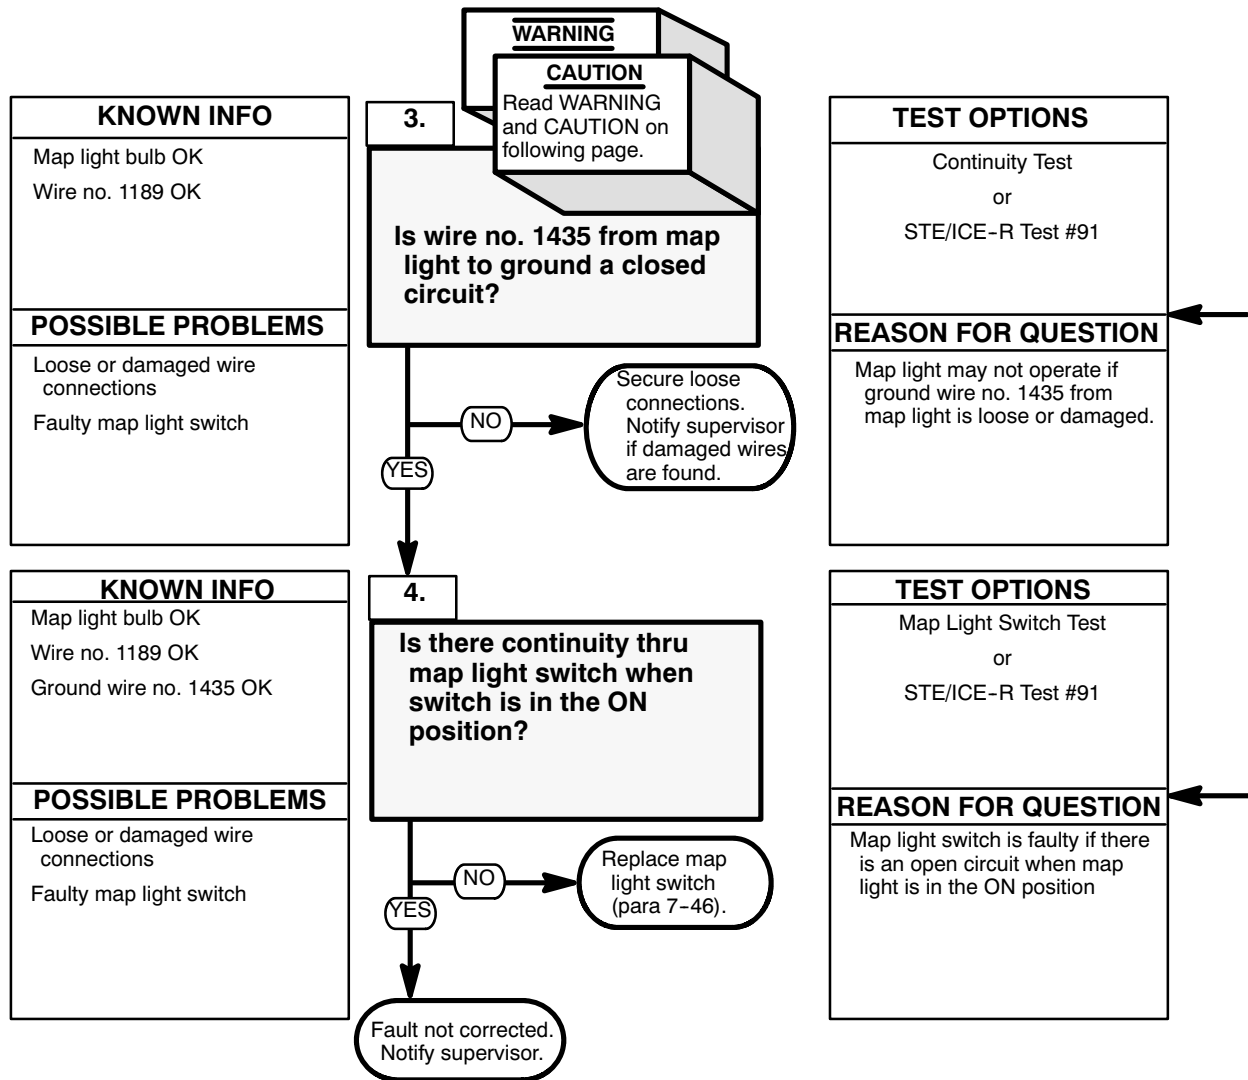 WARNING
CAUTION
Read WARNING
and CAUTION on
following page.
KNOWN INFO
Map light bulb OK
Wire no. 1189 OK
POSSIBLE PROBLEMS
Loose or damaged wire
connections
Faulty map light switch
3.
Is wire no. 1435 from map
light to ground a closed
circuit?
NO
Secure loose
connections.
Notify supervisor
if damaged wires
are found.
YES
TEST OPTIONS
Continuity Test
or
STE/ICE-R Test #91
REASON FOR QUESTION
Map light may not operate if
ground wire no. 1435 from
map light is loose or damaged.
KNOWN INFO
Map light bulb OK
Wire no. 1189 OK
Ground wire no. 1435 OK
POSSIBLE PROBLEMS
Loose or damaged wire
connections
Faulty map light switch
4.
Is there continuity thru
map light switch when
switch is in the ON
position?
NO
Replace map
light switch
(para 7-46).
YES
Fault not corrected.
Notify supervisor.
TEST OPTIONS
Map Light Switch Test
or
STE/ICE-R Test #91
REASON FOR QUESTION
Map light switch is faulty if there
is an open circuit when map
light is in the ON position